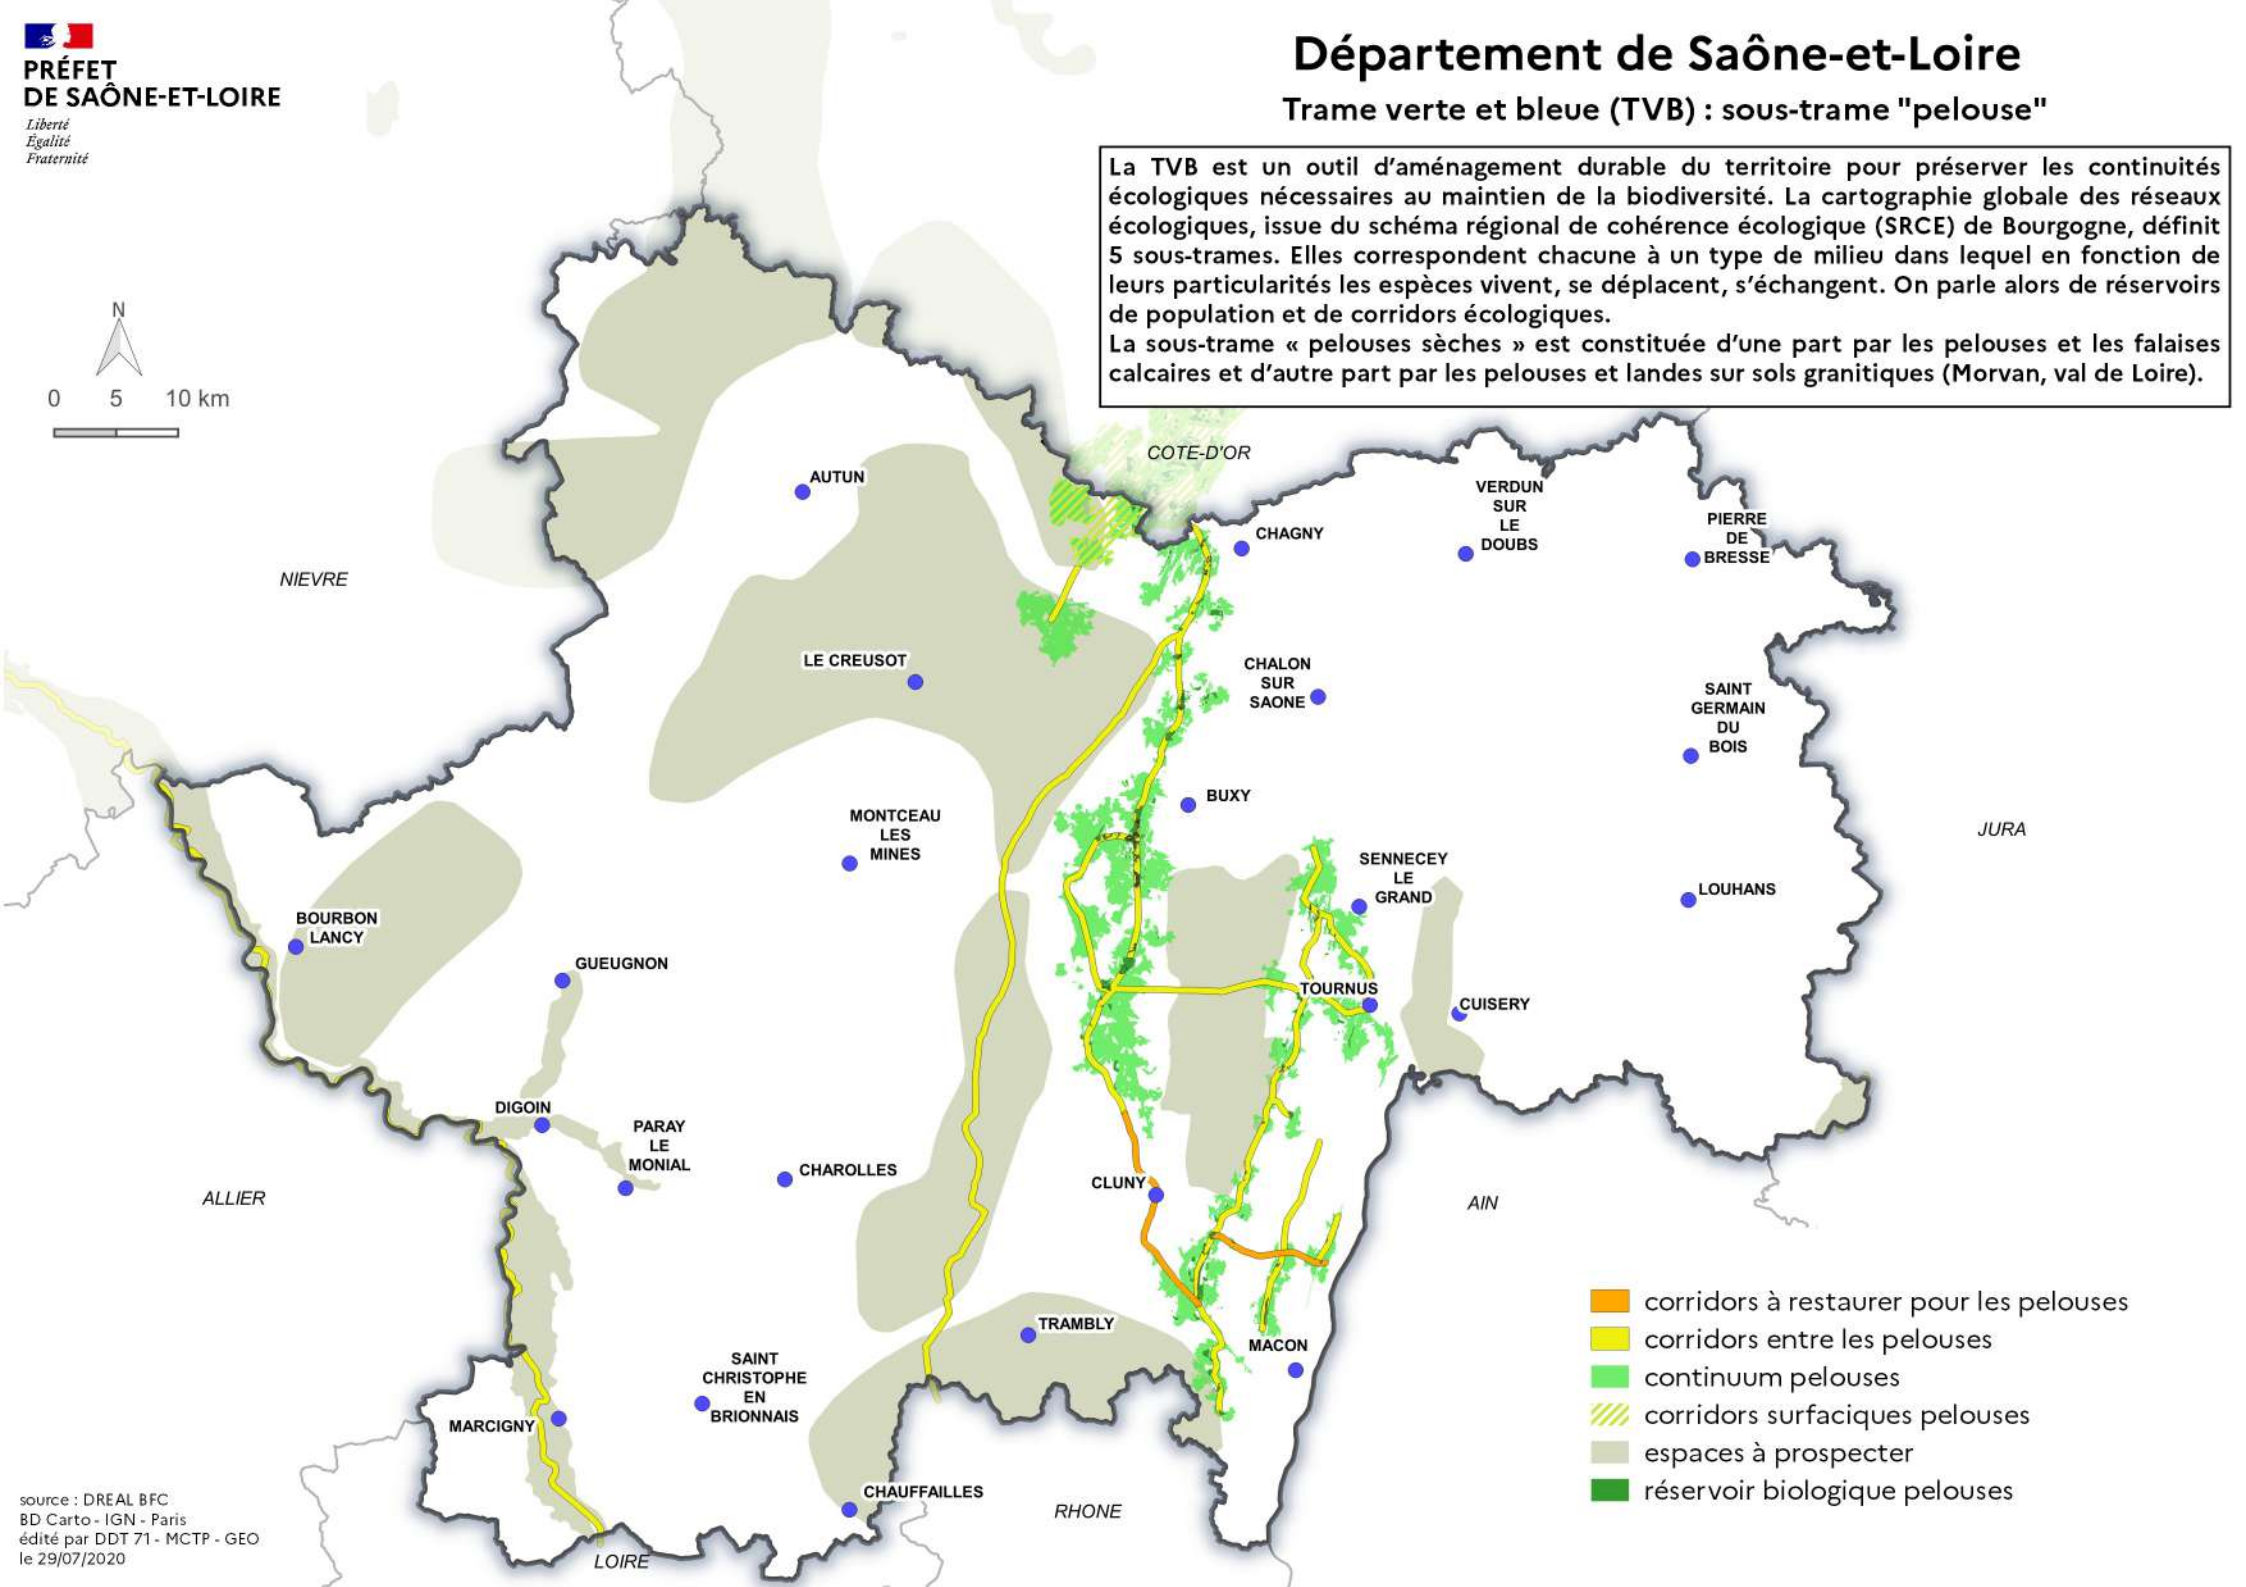 PRÉFET
DE SAÔNE-ET-LOIRE
Liberté
Égalité
Fraternité
Département de Saône-et-Loire
Trame verte et bleue (TVB) : sous-trame "pelouse"
La TVB est un outil d’aménagement durable du territoire pour préserver les continuités
écologiques nécessaires au maintien de la biodiversité. La cartographie globale des réseaux
écologiques, issue du schéma régional de cohérence écologique (SRCE) de Bourgogne, définit
5 sous-trames. Elles correspondent chacune à un type de milieu dans lequel en fonction de
leurs particularités les espèces vivent, se déplacent, s’échangent. On parle alors de réservoirs
de population et de corridors écologiques.
La sous-trame « pelouses sèches » est constituée d’une part par les pelouses et les falaises
calcaires et d’autre part par les pelouses et landes sur sols granitiques (Morvan, val de Loire).
N
0 5 10 km
COTE-D'OR
AUTUN
VERDUN
SUR
LE
DOUBS
PIERRE
DE
BRESSE
CHAGNY
NIEVRE
LE CREUSOT
CHALON
SUR
SAONE
SAINT
GERMAIN
DU
BOIS
BUXY
MONTCEAU
LES
MINES
JURA
SENNECEY
LE
GRAND
LOUHANS
BOURBON
LANCY
GUEUGNON
TOURNUS
CUISERY
DIGOIN
PARAY
LE
MONIAL
CHAROLLES
CLUNY
ALLIER
AIN
TRAMBLY
MACON
SAINT
CHRISTOPHE
EN
BRIONNAIS
MARCIGNY
CHAUFFAILLES
RHONE
LOIRE
corridors à restaurer pour les pelouses
corridors entre les pelouses
continuum pelouses
corridors surfaciques pelouses
espaces à prospecter
réservoir biologique pelouses
source : DREAL BFC
BD Carto - IGN - Paris
édité par DDT 71 - MCTP - GEO
le 29/07/2020